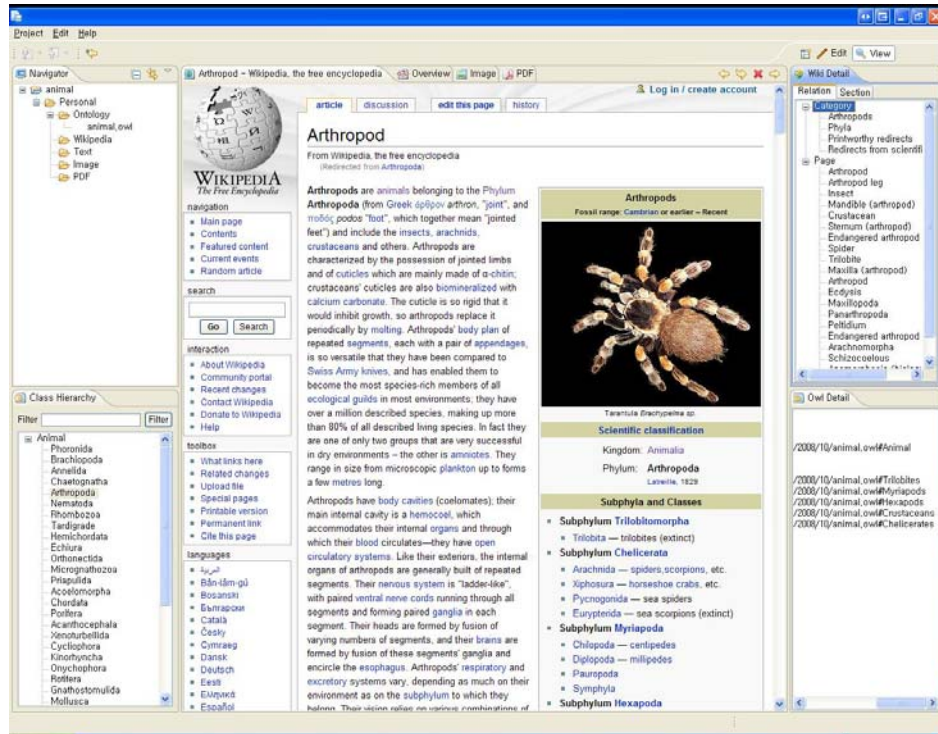 Project Edit Help
Edit View
Navigator
animal
Personal
Ontology
animal.owl
Wikipedia
Text
Image
PDF
Class Hierarchy
Filter Filter
Animal
Phoronida
Brachiopoda
Annelida
Chaetognatha
Arthropoda
Nematoda
Rhombozoa
Tardigrade
Hemichordata
Echiura
Orthonectida
Micrognathozoa
Priapulida
Acoelomorpha
Chordata
Porifera
Acanthocephala
Xenoturbellida
Cycliophora
Kinorhyncha
Onychophora
Rotifera
Gnathostomulida
Mollusca
Arthropod - Wikipedia, the free encyclopedia Overview Image PDF
WIKIPEDIA
The Free Encyclopedia
navigation
Main page
Contents
Featured content
Current events
Random article
search
Go Search
interaction
About Wikipedia
Community portal
Recent changes
Contact Wikipedia
Donate to Wikipedia
Help
toolbox
What links here
Related changes
Upload file
Special pages
Printable version
Permanent link
Cite this page
languages
العربية
Bân-lâm-gú
Bosanski
Български
Català
Česky
Cymraeg
Dansk
Deutsch
Eesti
Ελληνικά
Español
Log in / create account
article discussion edit this page history
Arthropod
From Wikipedia, the free encyclopedia
(Redirected from Arthropoda)
Arthropods are animals belonging to the Phylum
Arthropoda (from Greek ἄρθρον arthron, "joint", and
ποδός podos "foot", which together mean "jointed
feet") and include the insects, arachnids,
crustaceans and others. Arthropods are
characterized by the possession of jointed limbs
and of cuticles which are mainly made of α-chitin;
crustaceans' cuticles are also biomineralized with
calcium carbonate. The cuticle is so rigid that it
would inhibit growth, so arthropods replace it
periodically by molting. Arthropods' body plan of
repeated segments, each with a pair of appendages,
is so versatile that they have been compared to
Swiss Army knives, and has enabled them to
become the most species-rich members of all
ecological guilds in most environments; they have
over a million described species, making up more
than 80% of all described living species. In fact they
are one of only two groups that are very successful
in dry environments – the other is amniotes. They
range in size from microscopic plankton up to forms
a few metres long.
Arthropods have body cavities (coelomates); their
main internal cavity is a hemocoel, which
accommodates their internal organs and through
which their blood circulates—they have open
circulatory systems. Like their exteriors, the internal
organs of arthropods are generally built of repeated
segments. Their nervous system is "ladder-like",
with paired ventral nerve cords running through all
segments and forming paired ganglia in each
segment. Their heads are formed by fusion of
varying numbers of segments, and their brains are
formed by fusion of these segments' ganglia and
encircle the esophagus. Arthropods' respiratory and
excretory systems vary, depending as much on their
environment as on the subphylum to which they
belong. Their vision relies on various combinations of
Arthropods
Fossil range: Cambrian or earlier – Recent
Tarantula Brachypelma sp.
Scientific classification
Kingdom: Animalia
Phylum: Arthropoda
Latreille, 1829
Subphyla and Classes
Subphylum Trilobitomorpha
Trilobita — trilobites (extinct)
Subphylum Chelicerata
Arachnida — spiders,scorpions, etc.
Xiphosura — horseshoe crabs, etc.
Pycnogonida — sea spiders
Eurypterida — sea scorpions (extinct)
Subphylum Myriapoda
Chilopoda — centipedes
Diplopoda — millipedes
Pauropoda
Symphyla
Subphylum Hexapoda
Wiki Detail
Relation Section
Category
Arthropods
Phyla
Printworthy redirects
Redirects from scientifi
Page
Arthropod
Arthropod leg
Insect
Mandible (arthropod)
Crustacean
Sternum (arthropod)
Endangered arthropod
Spider
Trilobite
Maxilla (arthropod)
Arthropod
Ecdysis
Maxillopoda
Panarthropoda
Peltidium
Endangered arthropod
Arachnomorpha
Schizocoelous
Owl Detail
/2008/10/animal.owl#Animal
/2008/10/animal.owl#Trilobites
/2008/10/animal.owl#Myriapods
/2008/10/animal.owl#Hexapods
/2008/10/animal.owl#Crustaceans
/2008/10/animal.owl#Chelicerates